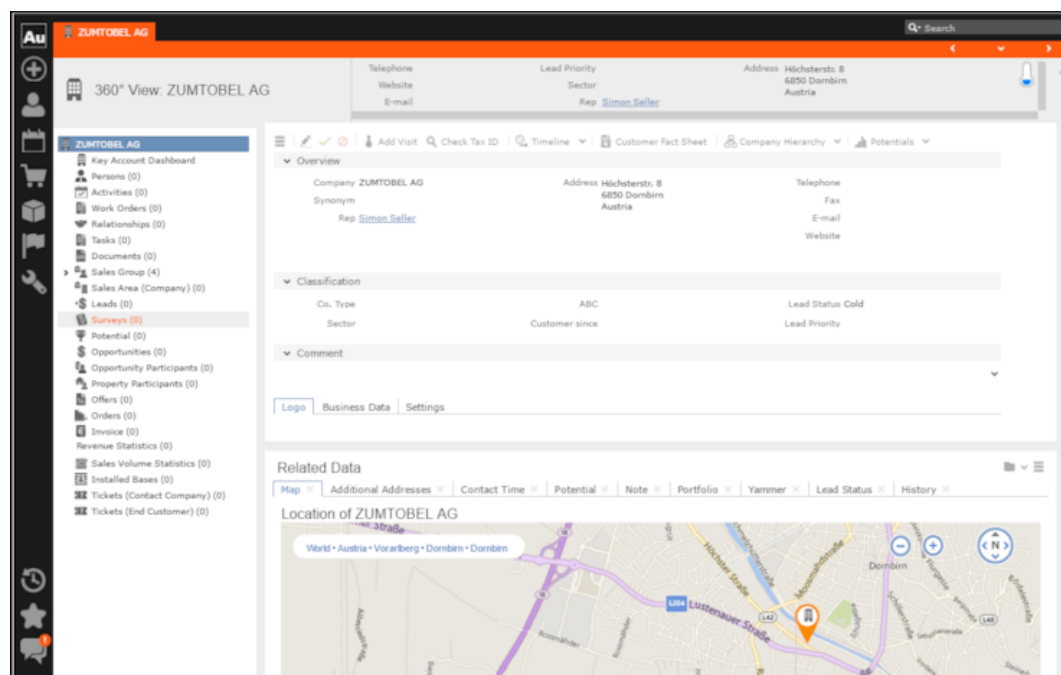 Au
ZUMTOBEL AG
Search
360° View: ZUMTOBEL AG
Telephone
Website
E-mail
Lead Priority
Sector
Rep Simon Seller
Address Höchsterstr. 8
6850 Dornbirn
Austria
ZUMTOBEL AG
Key Account Dashboard
Persons (0)
Activities (0)
Work Orders (0)
Relationships (0)
Tasks (0)
Documents (0)
Sales Group (4)
Sales Area (Company) (0)
Leads (0)
Surveys (0)
Potential (0)
Opportunities (0)
Opportunity Participants (0)
Property Participants (0)
Offers (0)
Orders (0)
Invoice (0)
Revenue Statistics (0)
Sales Volume Statistics (0)
Installed Bases (0)
Tickets (Contact Company) (0)
Tickets (End Customer) (0)
Add Visit Check Tax ID Timeline Customer Fact Sheet Company Hierarchy Potentials
Overview
Company ZUMTOBEL AG
Synonym
Rep Simon Seller
Address Höchsterstr. 8
6850 Dornbirn
Austria
Telephone
Fax
E-mail
Website
Classification
Co. Type ABC Lead Status Cold
Sector Customer since Lead Priority
Comment
Logo Business Data Settings
Related Data
Map Additional Addresses Contact Time Potential Note Portfolio Yammer Lead Status History
Location of ZUMTOBEL AG
World • Austria • Vorarlberg • Dornbirn • Dornbirn
N
Straße
Höchster Straße
Moosmahdstraße
Dornbirn
L204
Lustenauer Straße
L42
L48
Rossmähder
Schillerstraße